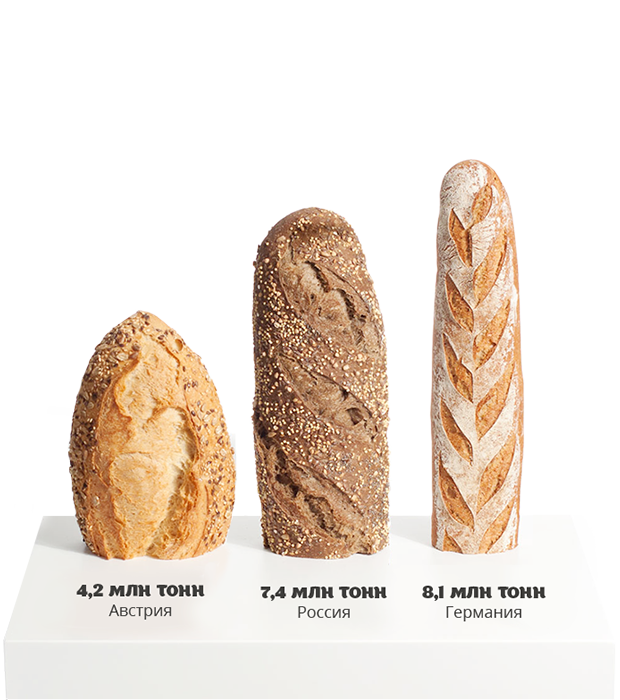 4,2 млн тонн
Австрия
7,4 млн тонн
Россия
8,1 млн тонн
Германия